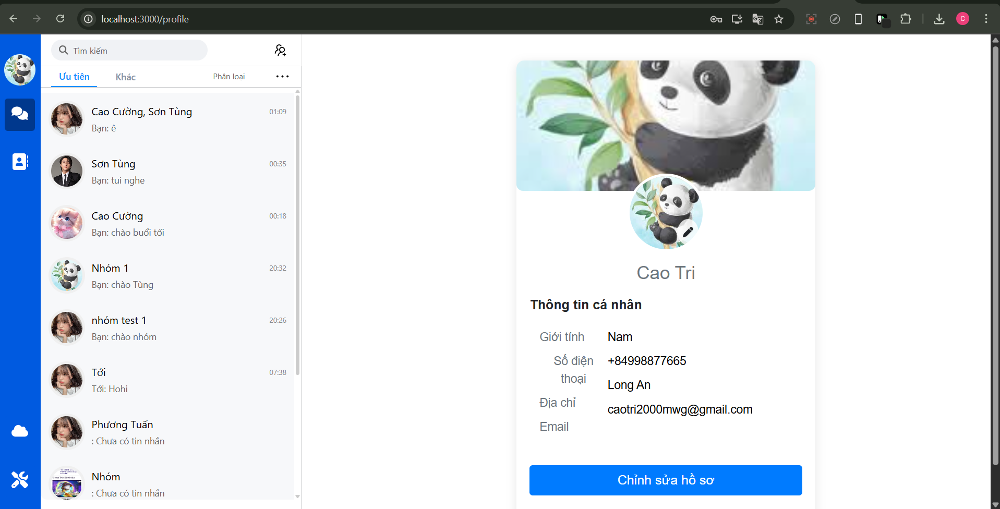 localhost:3000/profile
C
Tìm kiếm
Ưu tiên
Khác
Phân loại
Cao Cường, Sơn Tùng
01:09
Bạn: ê
Sơn Tùng
00:35
Bạn: tui nghe
Cao Cường
00:18
Bạn: chào buổi tối
Nhóm 1
20:32
Bạn: chào Tùng
nhóm test 1
20:26
Bạn: chào nhóm
Tới
07:38
Tới: Hohi
Phương Tuấn
: Chưa có tin nhắn
Nhóm
: Chưa có tin nhắn
Cao Tri
Thông tin cá nhân
Giới tính
Nam
Số điện
thoại
+84998877665
Địa chỉ
Long An
Email
caotri2000mwg@gmail.com
Chỉnh sửa hồ sơ